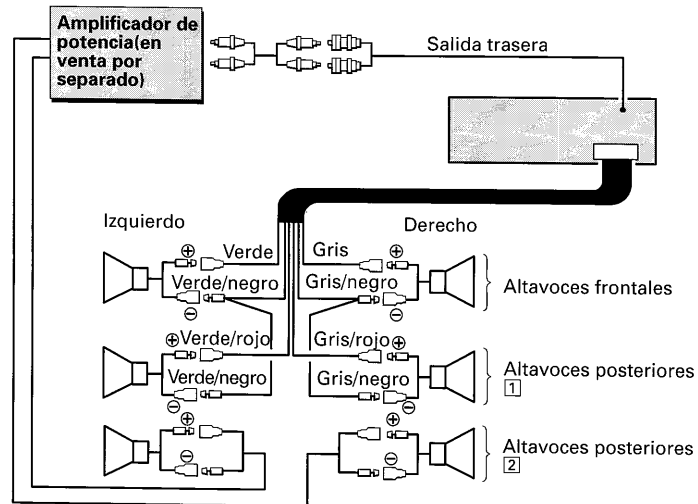 Amplificador de
potencia(en
venta por
separado)
Salida trasera
Izquierdo
Derecho
⊕
Verde
Gris
⊕
Verde/negro
Gris/negro
⊖
⊖
Altavoces frontales
⊕
Verde/rojo
Gris/rojo
⊕
Verde/negro
Gris/negro
⊖
⊖
Altavoces posteriores
1
⊕
⊕
⊖
⊖
Altavoces posteriores
2